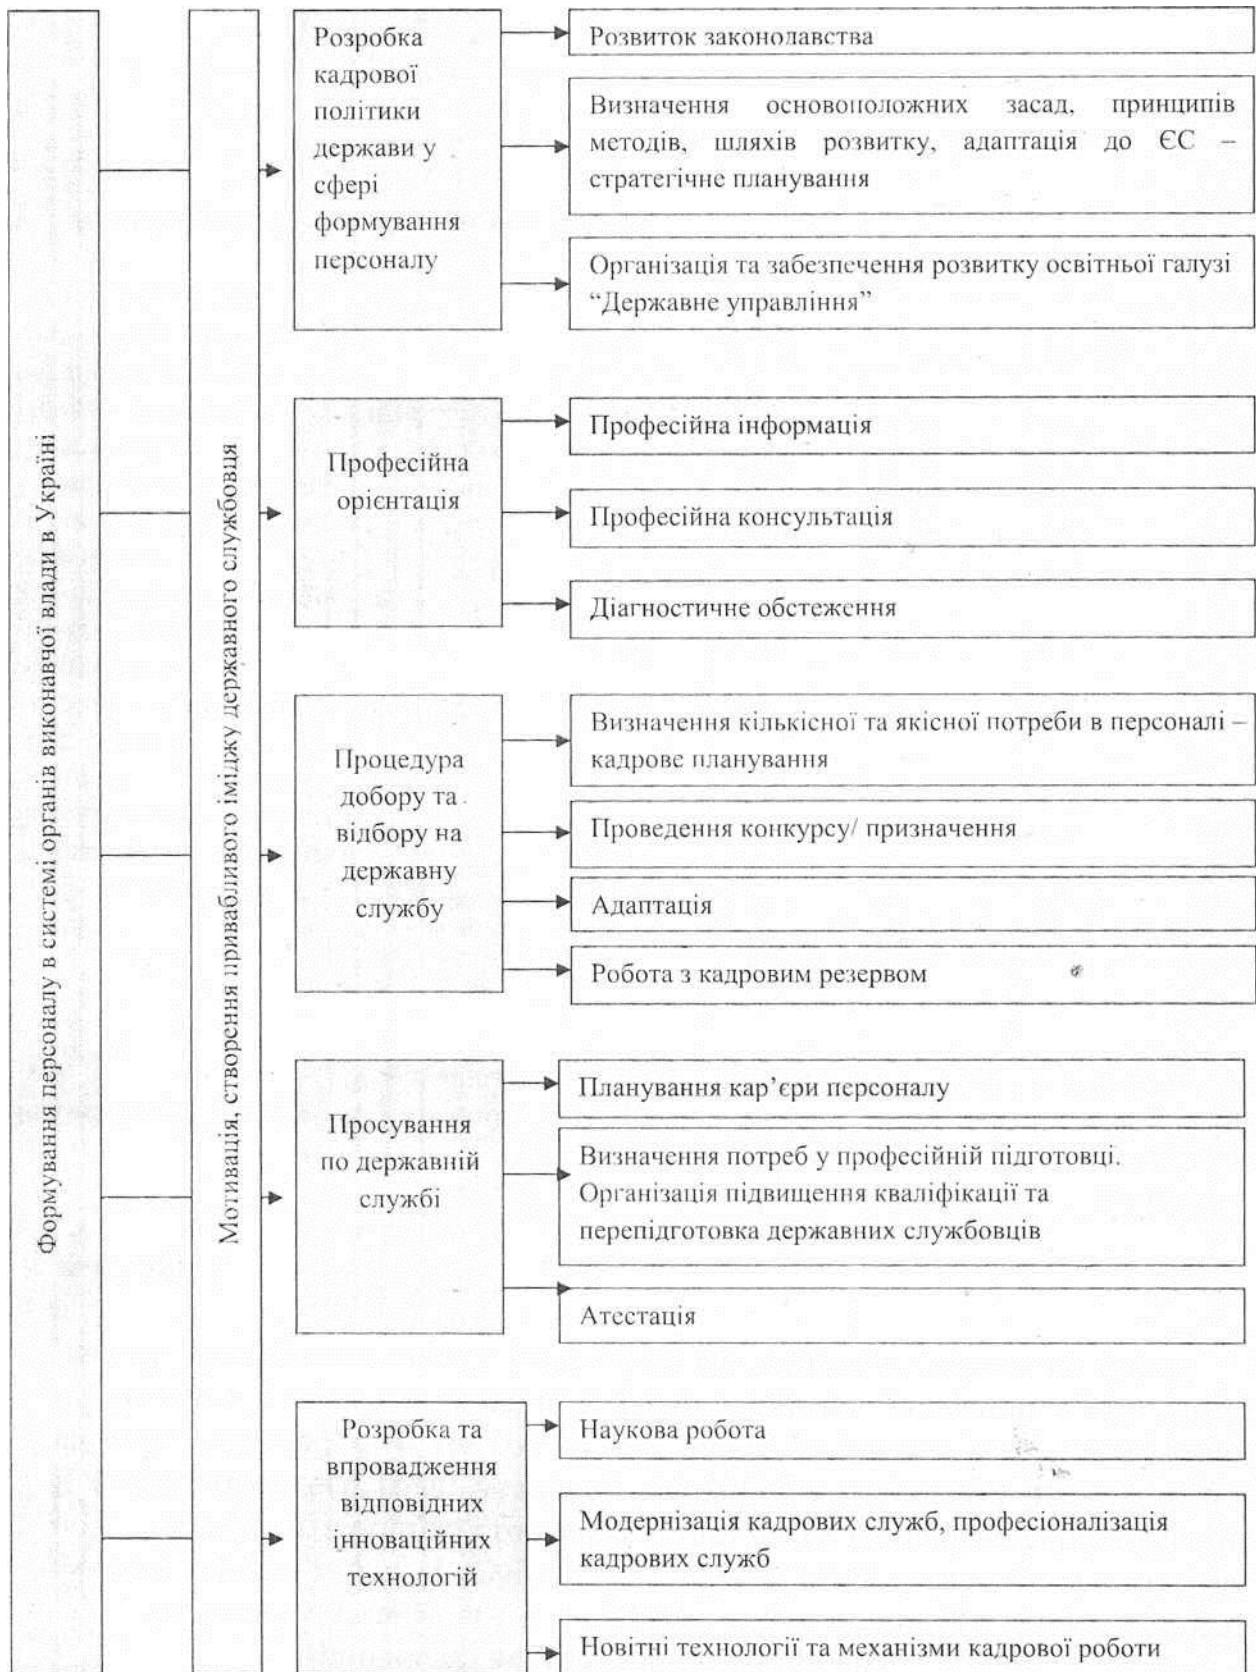 Формування персоналу в системі органів виконавчої влади в Україні
Мотивація, створення привабливого іміджу державного службовця
Розробка
кадрової
політики
держави у
сфері
формування
персоналу
Розвиток законодавства
Визначення основоположних засад, принципів
методів, шляхів розвитку, адаптація до ЄС –
стратегічне планування
Організація та забезпечення розвитку освітньої галузі
“Державне управління”
Професійна
орієнтація
Професійна інформація
Професійна консультація
Діагностичне обстеження
Процедура
добору та
відбору на
державну
службу
Визначення кількісної та якісної потреби в персоналі –
кадрове планування
Проведення конкурсу/ призначення
Адаптація
Робота з кадровим резервом
Просування
по державній
службі
Планування кар’єри персоналу
Визначення потреб у професійній підготовці.
Організація підвищення кваліфікації та
перепідготовка державних службовців
Атестація
Розробка та
впровадження
відповідних
інноваційних
технологій
Наукова робота
Модернізація кадрових служб, професіоналізація
кадрових служб
Новітні технології та механізми кадрової роботи